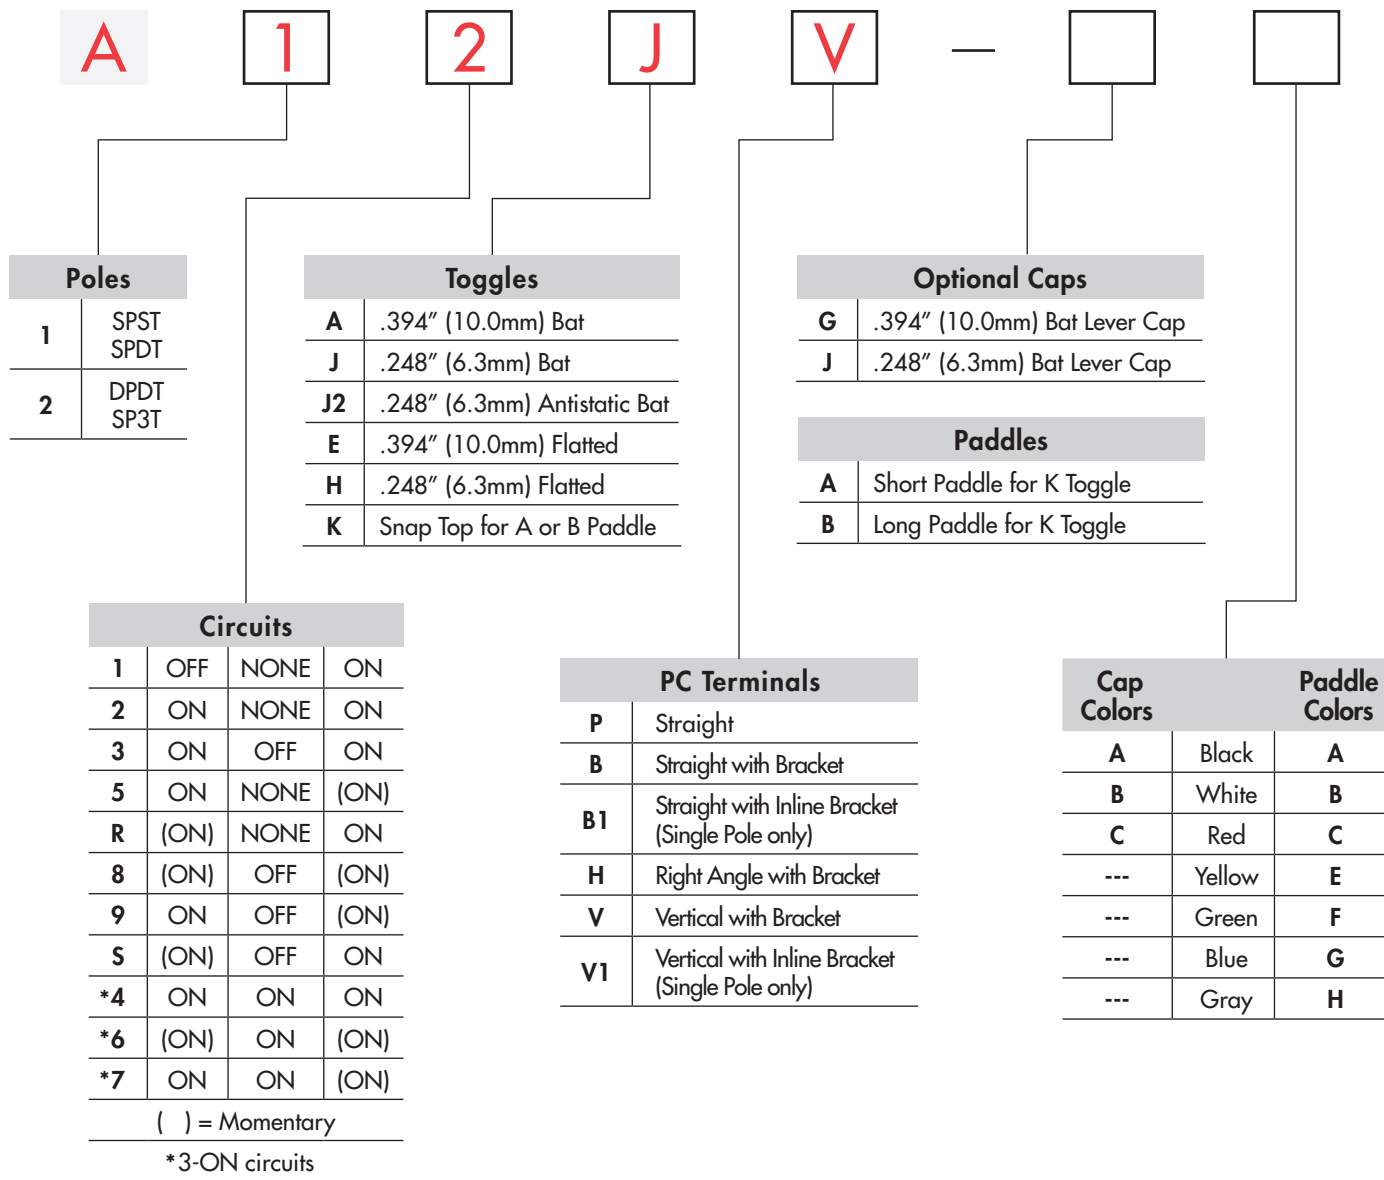 A 1 2 J V —
Poles
1 SPST
SPDT
2 DPDT
SP3T
Toggles
A .394” (10.0mm) Bat
J .248” (6.3mm) Bat
J2 .248” (6.3mm) Antistatic Bat
E .394” (10.0mm) Flatted
H .248” (6.3mm) Flatted
K Snap Top for A or B Paddle
Optional Caps
G .394” (10.0mm) Bat Lever Cap
J .248” (6.3mm) Bat Lever Cap
Paddles
A Short Paddle for K Toggle
B Long Paddle for K Toggle
Circuits
1 OFF NONE ON
2 ON NONE ON
3 ON OFF ON
5 ON NONE (ON)
R (ON) NONE ON
8 (ON) OFF (ON)
9 ON OFF (ON)
S (ON) OFF ON
*4 ON ON ON
*6 (ON) ON (ON)
*7 ON ON (ON)
( ) = Momentary
*3-ON circuits
PC Terminals
P Straight
B Straight with Bracket
B1 Straight with Inline Bracket
(Single Pole only)
H Right Angle with Bracket
V Vertical with Bracket
V1 Vertical with Inline Bracket
(Single Pole only)
Cap Paddle
Colors Colors
A Black A
B White B
C Red C
--- Yellow E
--- Green F
--- Blue G
--- Gray H